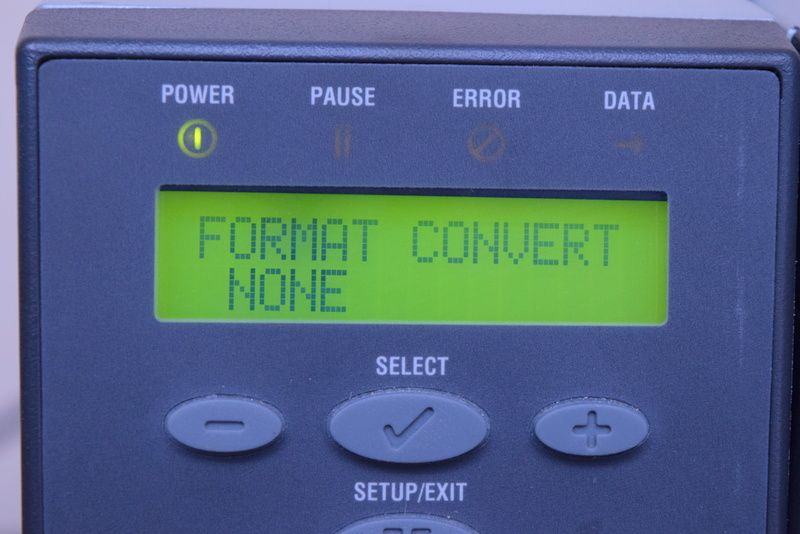 POWER PAUSE ERROR DATA
FORMAT CONVERT
NONE
SELECT
SETUP/EXIT